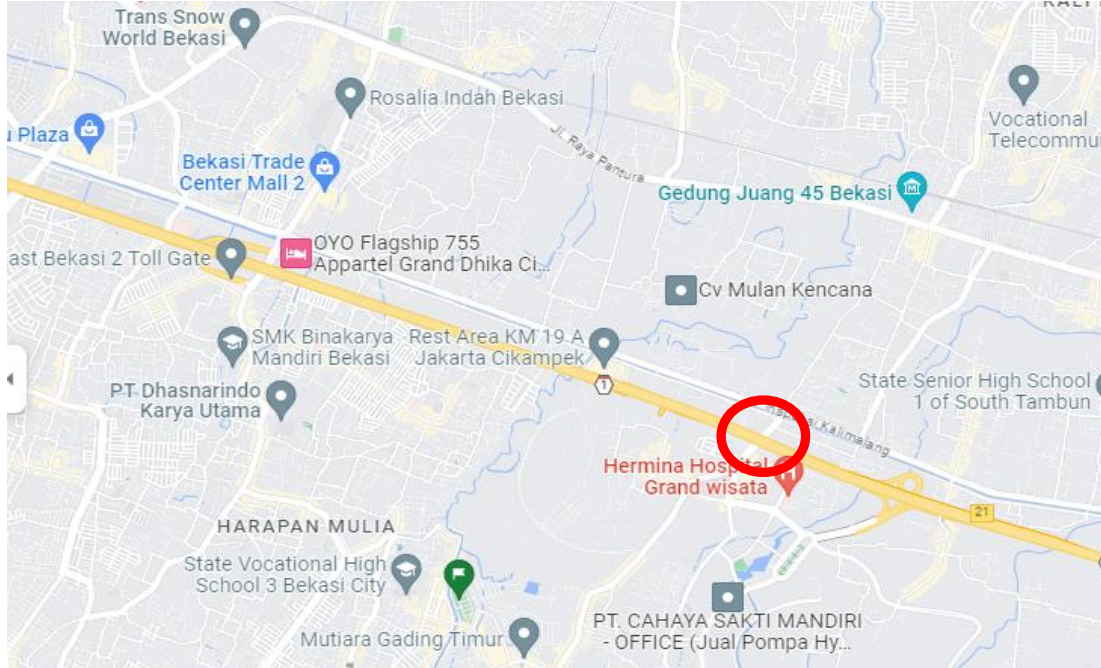 Trans Snow
World Bekasi
Rosalia Indah Bekasi
Vocational
Plaza
Jl. Raya Pantura
Bekasi Trade
Center Mall 2
Gedung Juang 45 Bekasi
OYO Flagship 755
Appartel Grand Dhika Ci...
ast Bekasi 2 Toll Gate
Cv Mulan Kencana
SMK Binakarya
Mandiri Bekasi
Rest Area KM 19 A
Jakarta Cikampek
1
PT Dhasnarindo
Karya Utama
State Senior High School
1 of South Tambun
Kalimalang
Hermina Hospital
Grand wisata
21
HARAPAN MULIA
State Vocational High
School 3 Bekasi City
PT. CAHAYA SAKTI MANDIRI
- OFFICE (Jual Pompa Hy...
Mutiara Gading Timur